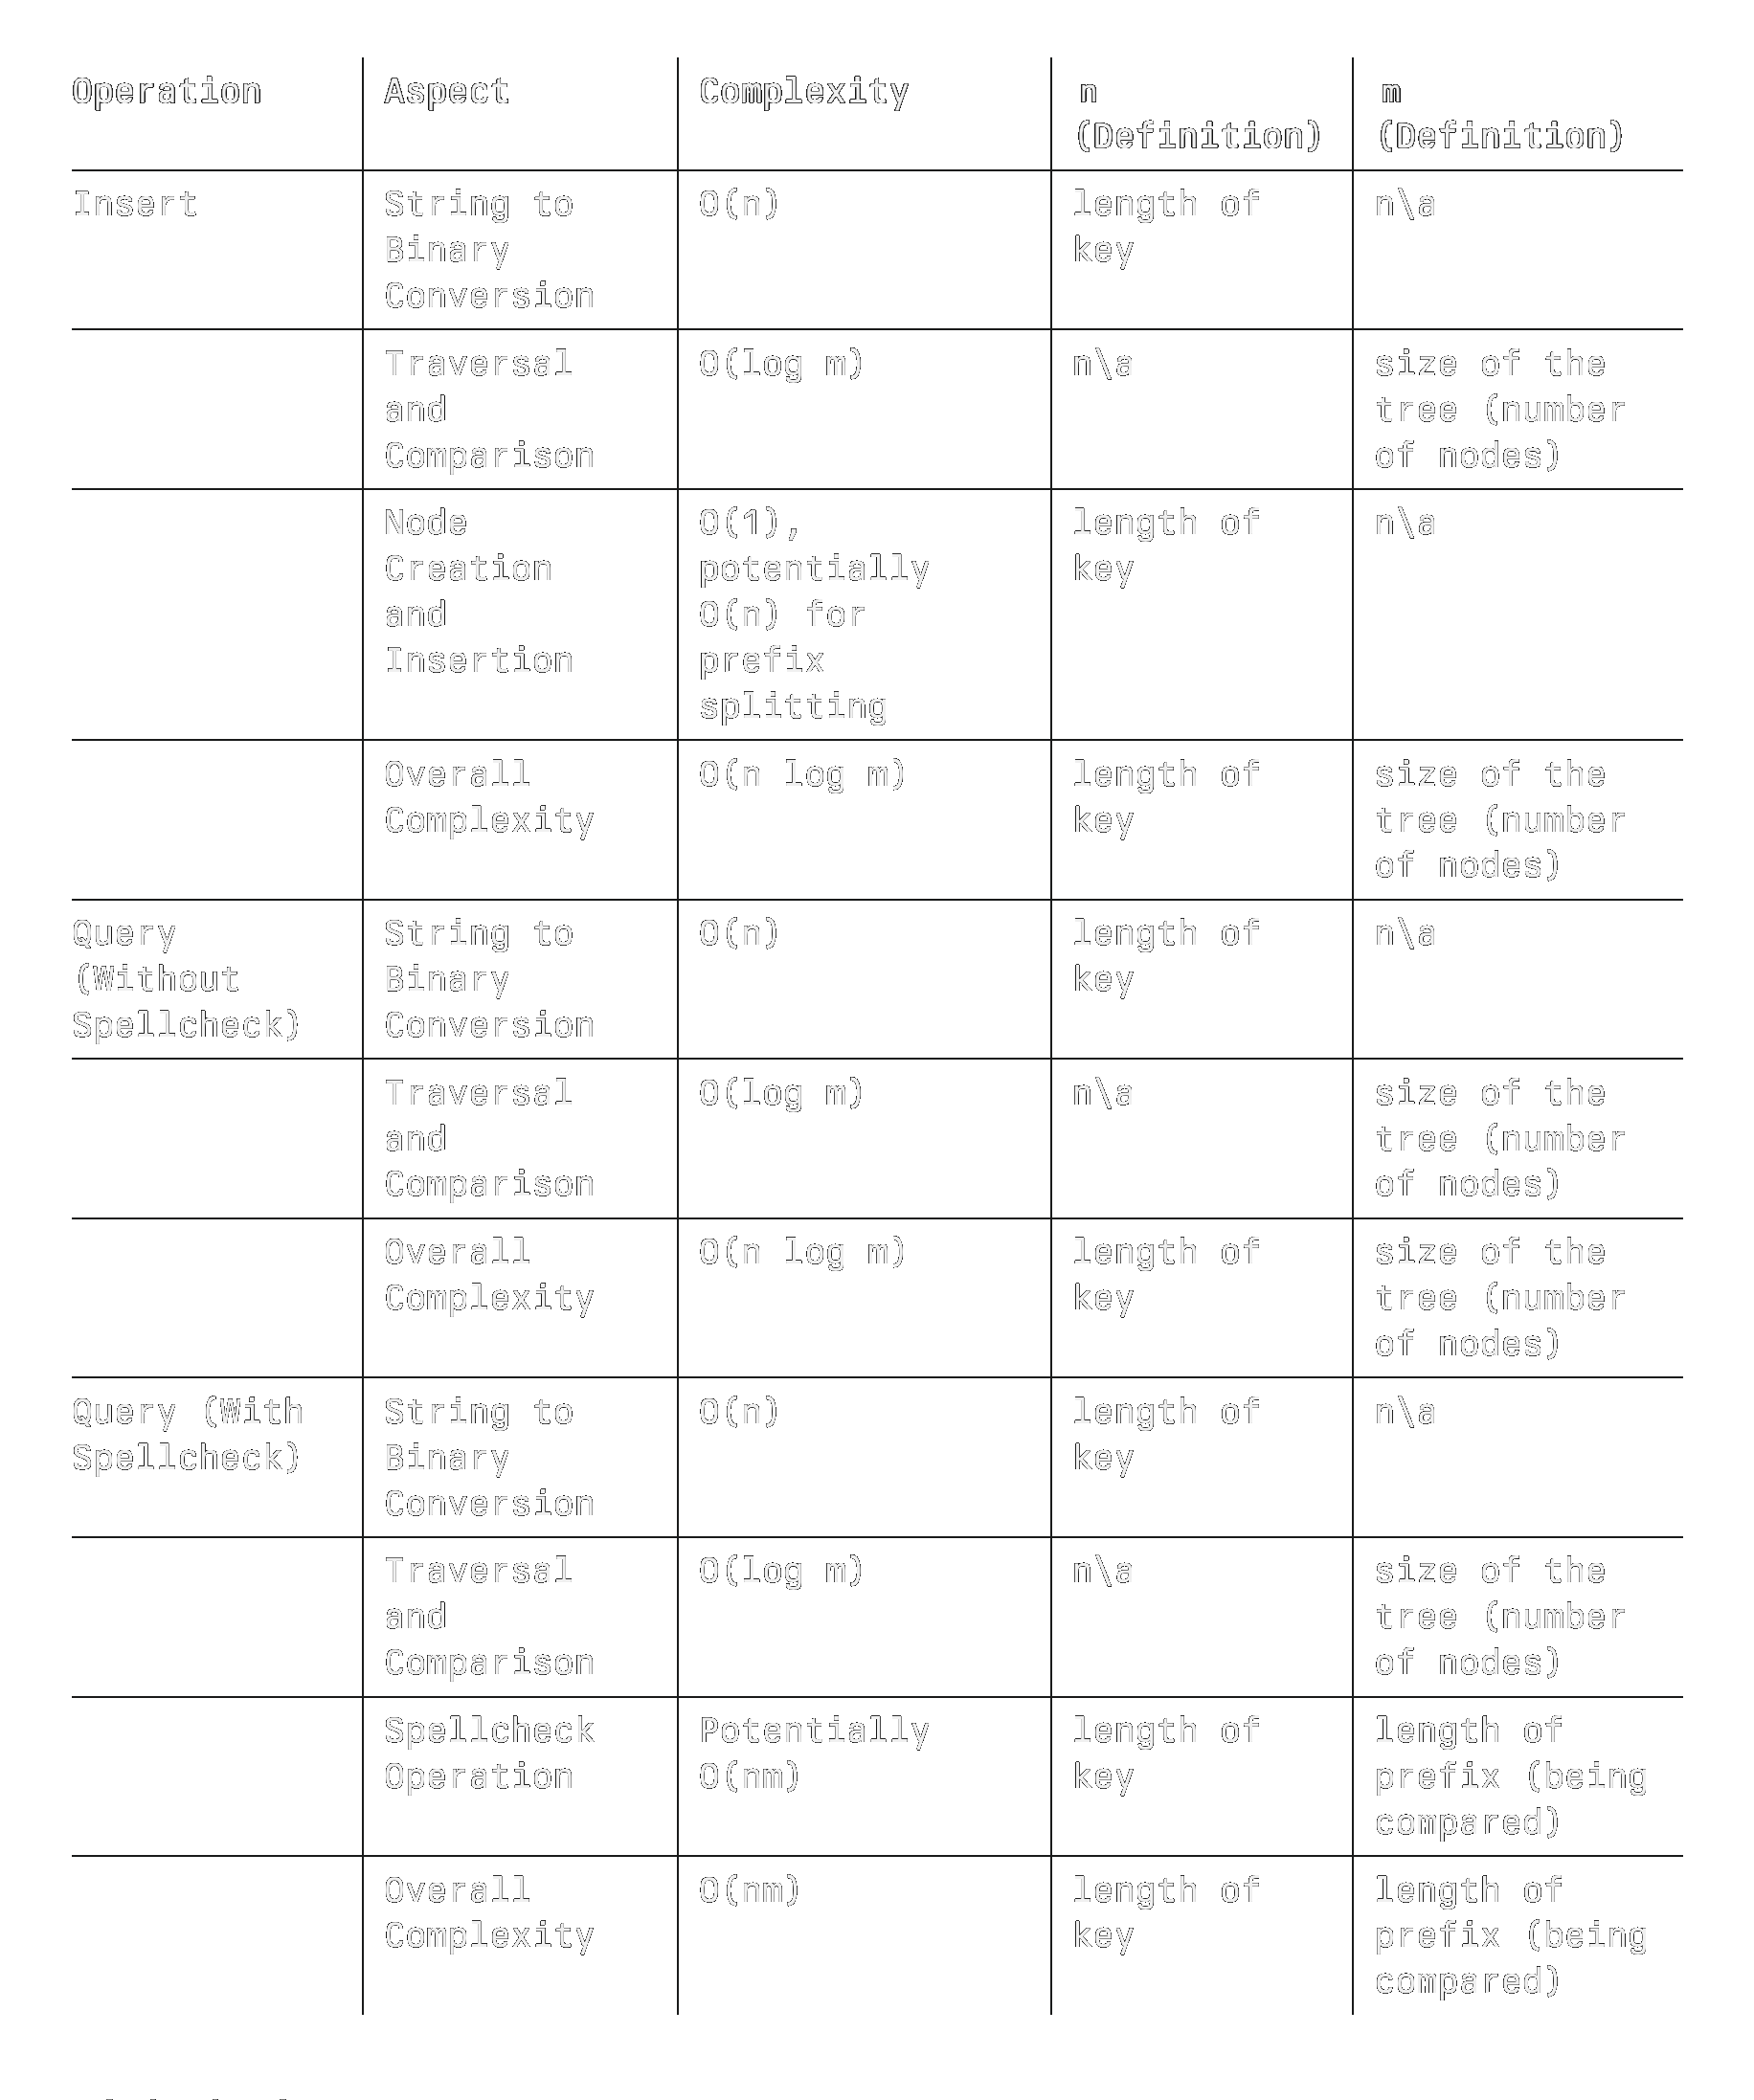 Operation
Aspect
Complexity
n
(Definition)
m
(Definition)
Insert
String to
Binary
Conversion
O(n)
length of
key
n\a
Traversal
and
Comparison
O(log m)
n\a
size of the
tree (number
of nodes)
Node
Creation
and
Insertion
O(1),
potentially
O(n) for
prefix
splitting
length of
key
n\a
Overall
Complexity
O(n log m)
length of
key
size of the
tree (number
of nodes)
Query
(Without
Spellcheck)
String to
Binary
Conversion
O(n)
length of
key
n\a
Traversal
and
Comparison
O(log m)
n\a
size of the
tree (number
of nodes)
Overall
Complexity
O(n log m)
length of
key
size of the
tree (number
of nodes)
Query (With
Spellcheck)
String to
Binary
Conversion
O(n)
length of
key
n\a
Traversal
and
Comparison
O(log m)
n\a
size of the
tree (number
of nodes)
Spellcheck
Operation
Potentially
O(nm)
length of
key
length of
prefix (being
compared)
Overall
Complexity
O(nm)
length of
key
length of
prefix (being
compared)